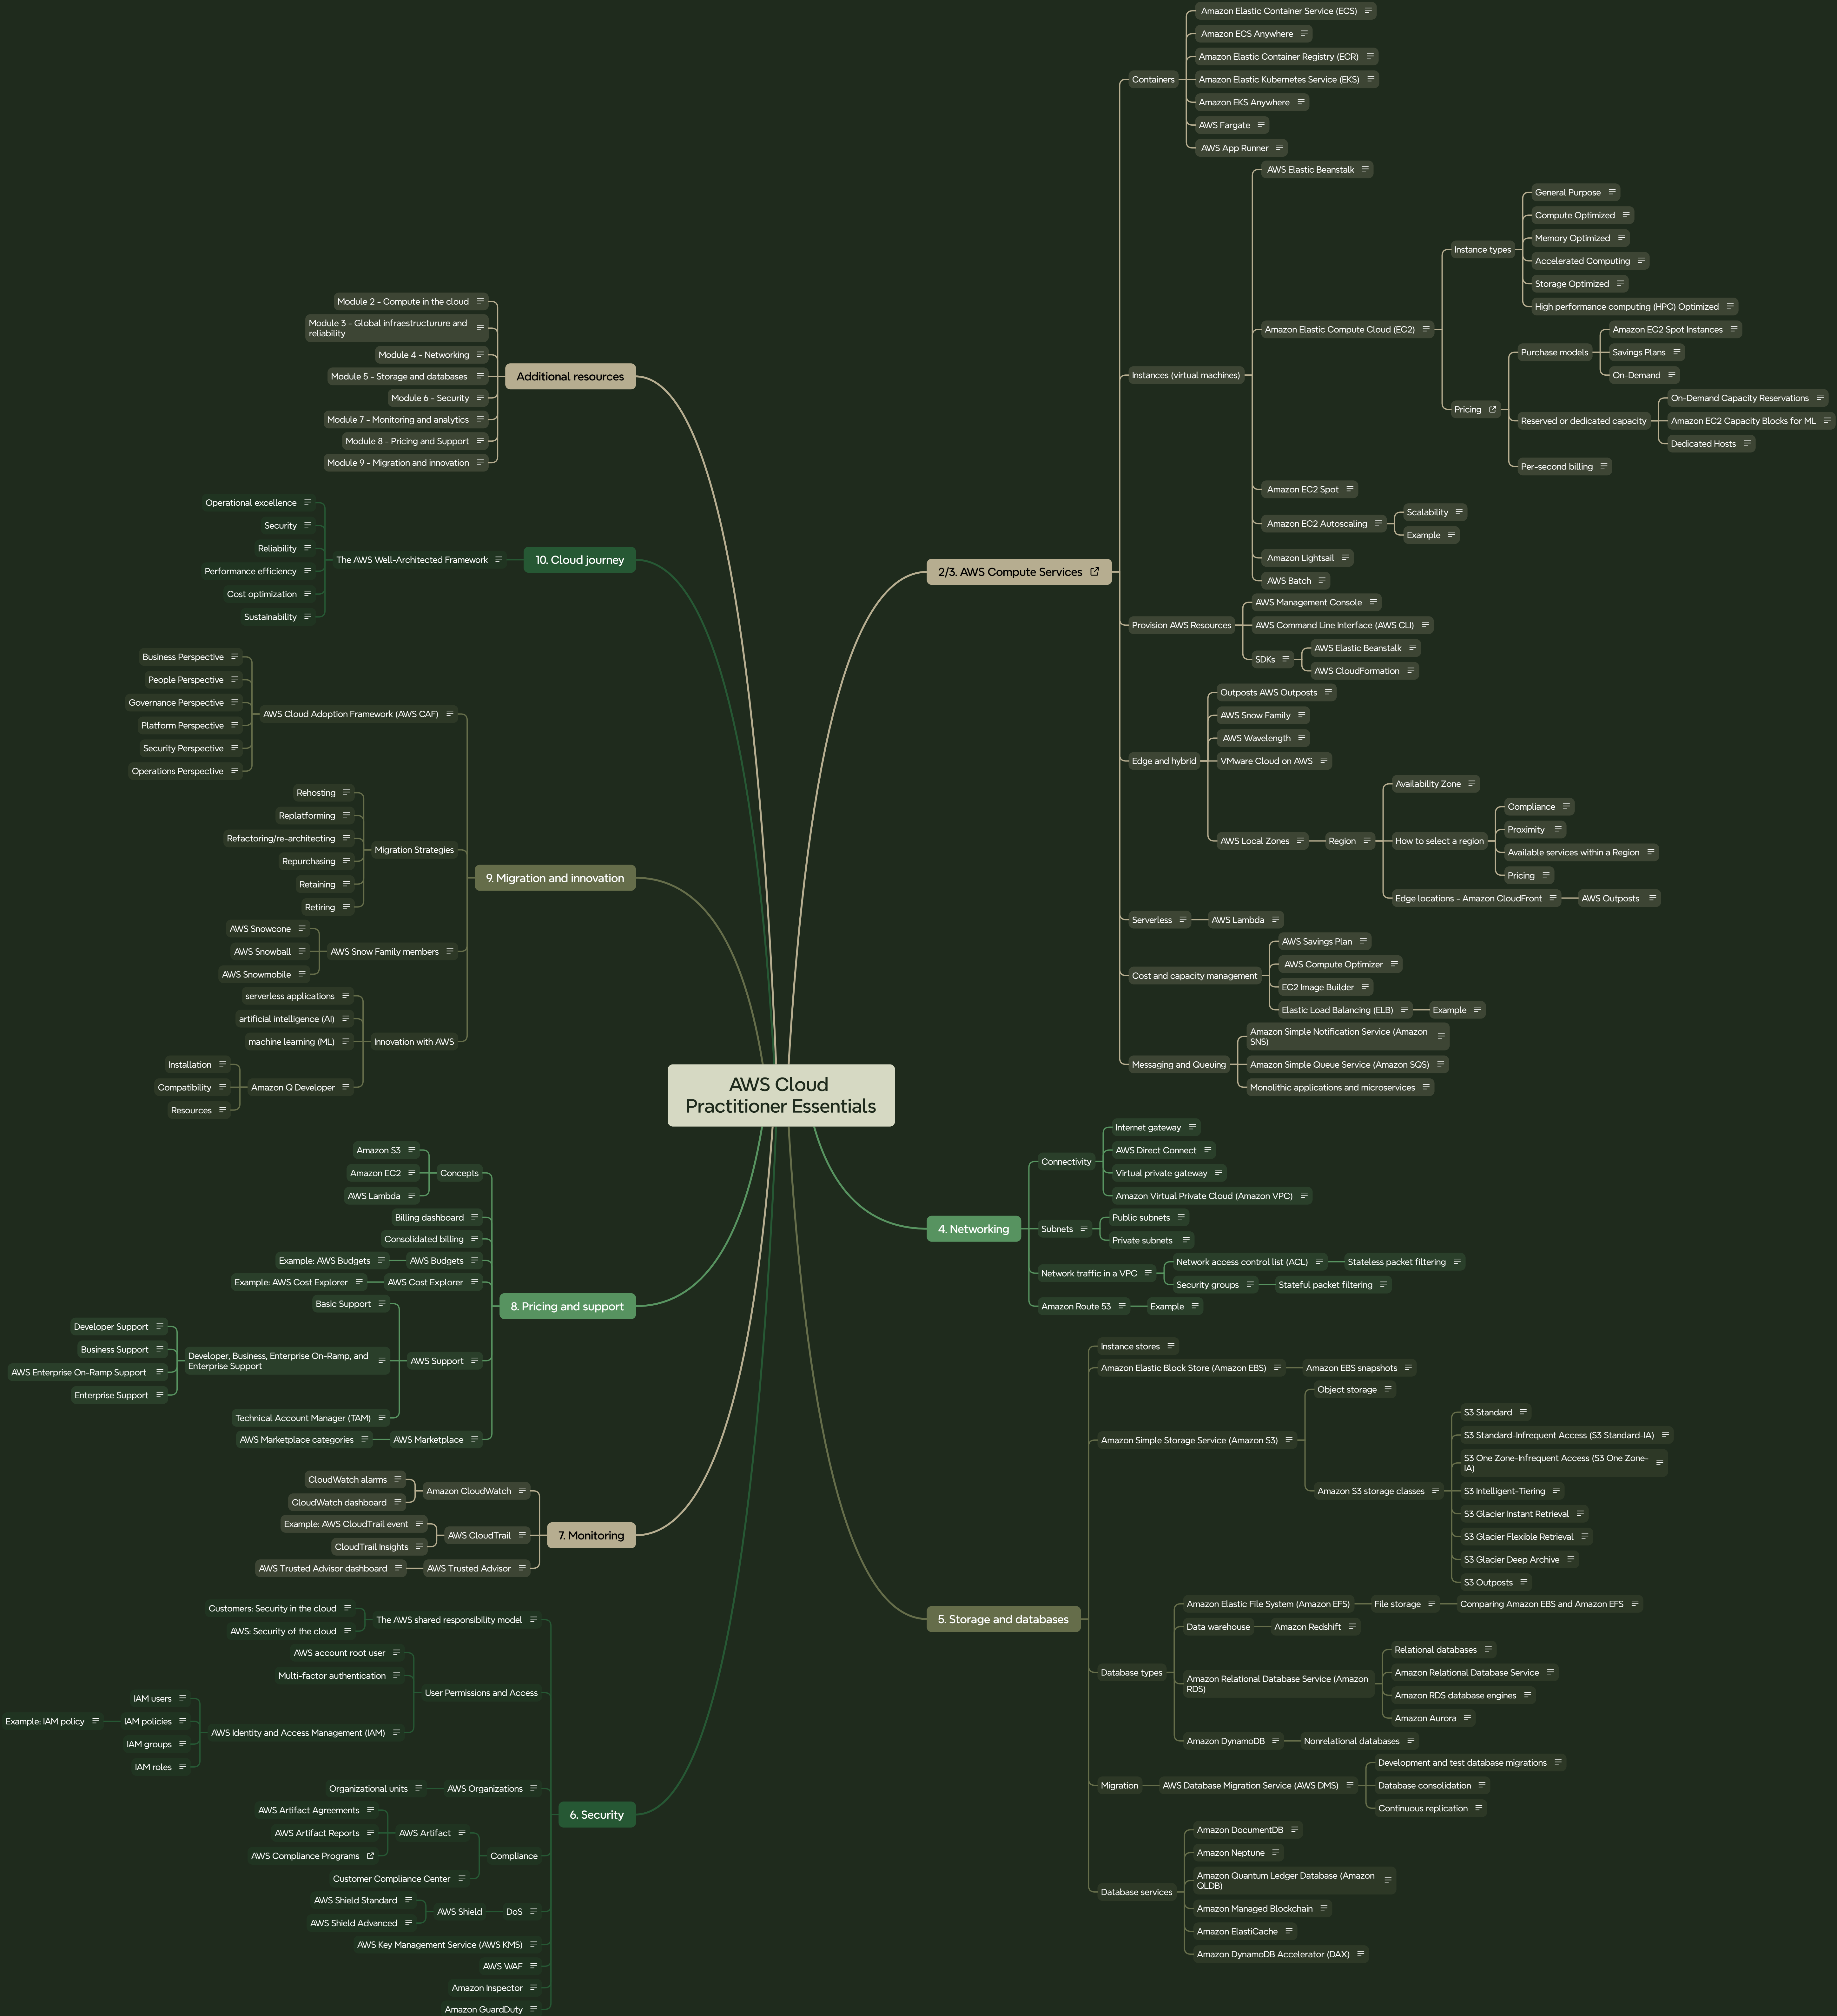 AWS Cloud
Practitioner Essentials
2/3. AWS Compute Services
Containers
Amazon Elastic Container Service (ECS)
Amazon ECS Anywhere
Amazon Elastic Container Registry (ECR)
Amazon Elastic Kubernetes Service (EKS)
Amazon EKS Anywhere
AWS Fargate
AWS App Runner
Instances (virtual machines)
AWS Elastic Beanstalk
Amazon Elastic Compute Cloud (EC2)
Instance types
General Purpose
Compute Optimized
Memory Optimized
Accelerated Computing
Storage Optimized
High performance computing (HPC) Optimized
Pricing
Purchase models
Amazon EC2 Spot Instances
Savings Plans
On-Demand
Reserved or dedicated capacity
On-Demand Capacity Reservations
Amazon EC2 Capacity Blocks for ML
Dedicated Hosts
Per-second billing
Amazon EC2 Spot
Amazon EC2 Autoscaling
Scalability
Example
Amazon Lightsail
AWS Batch
Provision AWS Resources
AWS Management Console
AWS Command Line Interface (AWS CLI)
SDKs
AWS Elastic Beanstalk
AWS CloudFormation
Edge and hybrid
Outposts AWS Outposts
AWS Snow Family
AWS Wavelength
VMware Cloud on AWS
AWS Local Zones
Region
Availability Zone
How to select a region
Compliance
Proximity
Available services within a Region
Pricing
Edge locations - Amazon CloudFront
AWS Outposts
Serverless
AWS Lambda
Cost and capacity management
AWS Savings Plan
AWS Compute Optimizer
EC2 Image Builder
Elastic Load Balancing (ELB)
Example
Messaging and Queuing
Amazon Simple Notification Service (Amazon
SNS)
Amazon Simple Queue Service (Amazon SQS)
Monolithic applications and microservices
4. Networking
Connectivity
Internet gateway
AWS Direct Connect
Virtual private gateway
Amazon Virtual Private Cloud (Amazon VPC)
Subnets
Public subnets
Private subnets
Network traffic in a VPC
Network access control list (ACL)
Stateless packet filtering
Security groups
Stateful packet filtering
Amazon Route 53
Example
5. Storage and databases
Instance stores
Amazon Elastic Block Store (Amazon EBS)
Amazon EBS snapshots
Amazon Simple Storage Service (Amazon S3)
Object storage
Amazon S3 storage classes
S3 Standard
S3 Standard-Infrequent Access (S3 Standard-IA)
S3 One Zone-Infrequent Access (S3 One Zone-
IA)
S3 Intelligent-Tiering
S3 Glacier Instant Retrieval
S3 Glacier Flexible Retrieval
S3 Glacier Deep Archive
S3 Outposts
Database types
Amazon Elastic File System (Amazon EFS)
File storage
Comparing Amazon EBS and Amazon EFS
Data warehouse
Amazon Redshift
Amazon Relational Database Service (Amazon
RDS)
Relational databases
Amazon Relational Database Service
Amazon RDS database engines
Amazon Aurora
Amazon DynamoDB
Nonrelational databases
Migration
AWS Database Migration Service (AWS DMS)
Development and test database migrations
Database consolidation
Continuous replication
Database services
Amazon DocumentDB
Amazon Neptune
Amazon Quantum Ledger Database (Amazon
QLDB)
Amazon Managed Blockchain
Amazon ElastiCache
Amazon DynamoDB Accelerator (DAX)
Additional resources
Module 2 - Compute in the cloud
Module 3 - Global infraestructurure and
reliability
Module 4 - Networking
Module 5 - Storage and databases
Module 6 - Security
Module 7 - Monitoring and analytics
Module 8 - Pricing and Support
Module 9 - Migration and innovation
10. Cloud journey
The AWS Well-Architected Framework
Operational excellence
Security
Reliability
Performance efficiency
Cost optimization
Sustainability
9. Migration and innovation
AWS Cloud Adoption Framework (AWS CAF)
Business Perspective
People Perspective
Governance Perspective
Platform Perspective
Security Perspective
Operations Perspective
Migration Strategies
Rehosting
Replatforming
Refactoring/re-architecting
Repurchasing
Retaining
Retiring
AWS Snow Family members
AWS Snowcone
AWS Snowball
AWS Snowmobile
Innovation with AWS
serverless applications
artificial intelligence (AI)
machine learning (ML)
Amazon Q Developer
Installation
Compatibility
Resources
8. Pricing and support
Concepts
Amazon S3
Amazon EC2
AWS Lambda
Billing dashboard
Consolidated billing
AWS Budgets
Example: AWS Budgets
AWS Cost Explorer
Example: AWS Cost Explorer
AWS Support
Basic Support
Developer, Business, Enterprise On-Ramp, and
Enterprise Support
Developer Support
Business Support
AWS Enterprise On-Ramp Support
Enterprise Support
Technical Account Manager (TAM)
AWS Marketplace
AWS Marketplace categories
7. Monitoring
Amazon CloudWatch
CloudWatch alarms
CloudWatch dashboard
AWS CloudTrail
Example: AWS CloudTrail event
CloudTrail Insights
AWS Trusted Advisor
AWS Trusted Advisor dashboard
6. Security
The AWS shared responsibility model
Customers: Security in the cloud
AWS: Security of the cloud
User Permissions and Access
AWS account root user
Multi-factor authentication
AWS Identity and Access Management (IAM)
IAM users
IAM policies
Example: IAM policy
IAM groups
IAM roles
AWS Organizations
Organizational units
Compliance
AWS Artifact
AWS Artifact Agreements
AWS Artifact Reports
AWS Compliance Programs
Customer Compliance Center
DoS
AWS Shield
AWS Shield Standard
AWS Shield Advanced
AWS Key Management Service (AWS KMS)
AWS WAF
Amazon Inspector
Amazon GuardDuty